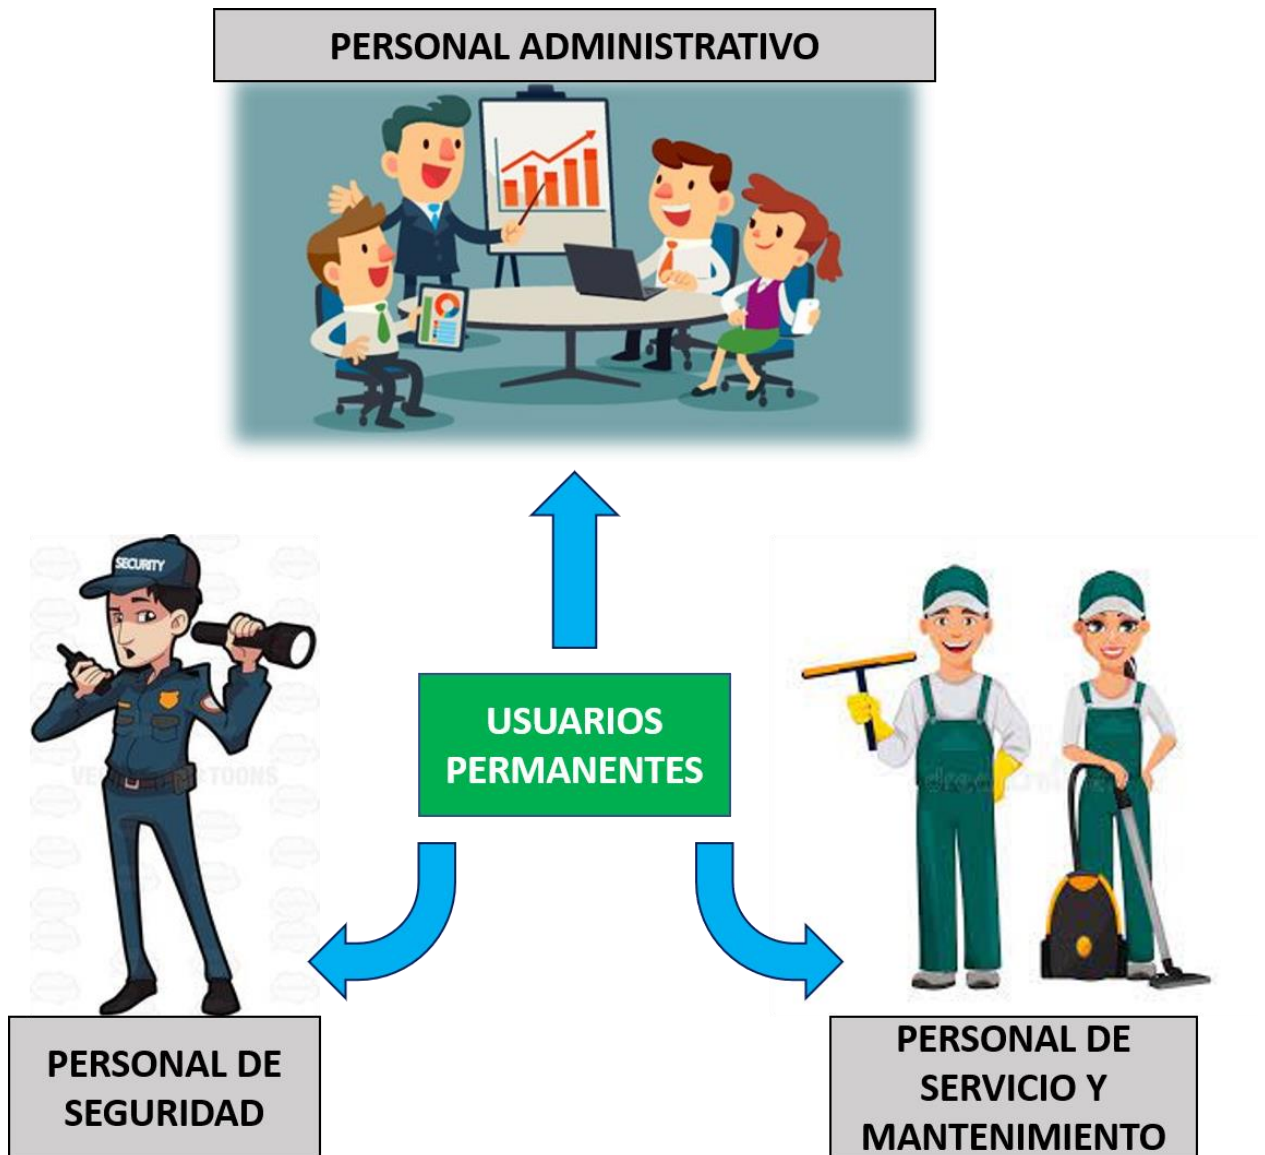 PERSONAL ADMINISTRATIVO
SECURITY
USUARIOS
PERMANENTES
PERSONAL DE
SEGURIDAD
PERSONAL DE
SERVICIO Y
MANTENIMIENTO